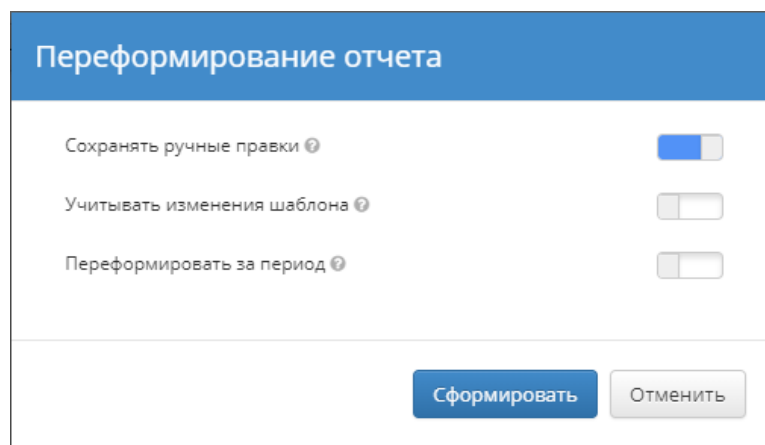 Переформирование отчета
Сохранять ручные правки ?
Учитывать изменения шаблона ?
Переформировать за период ?
Сформировать Отменить